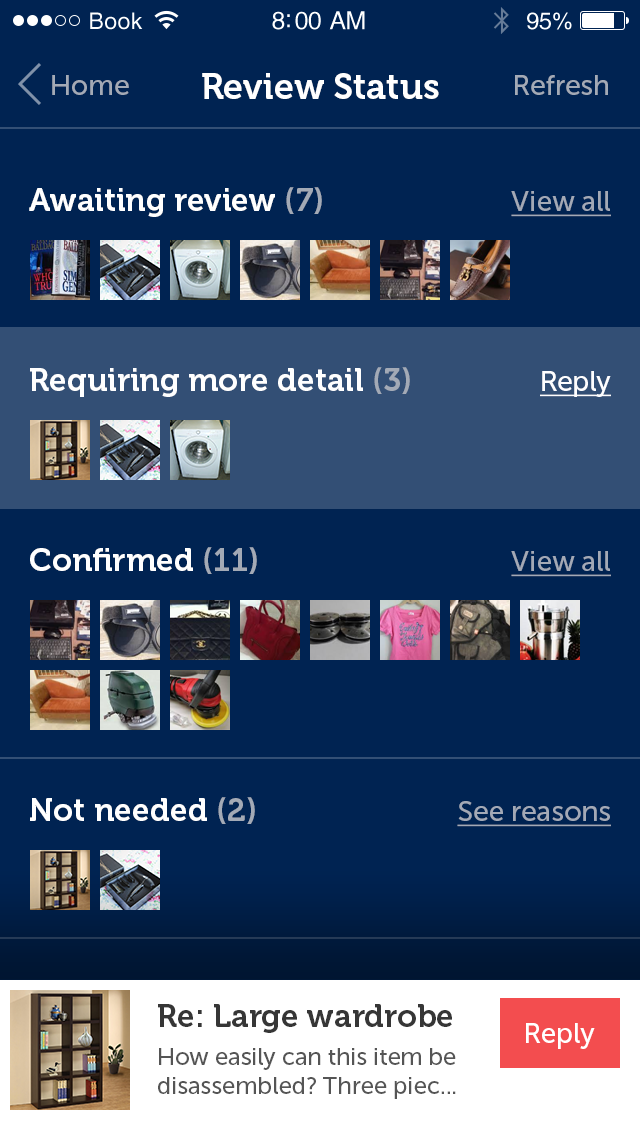 Book 8:00 AM 95%
Home Review Status Refresh
Awaiting review (7) View all
Requiring more detail (3) Reply
Confirmed (11) View all
Not needed (2) See reasons
Re: Large wardrobe
How easily can this item be
disassembled? Three piec...
Reply